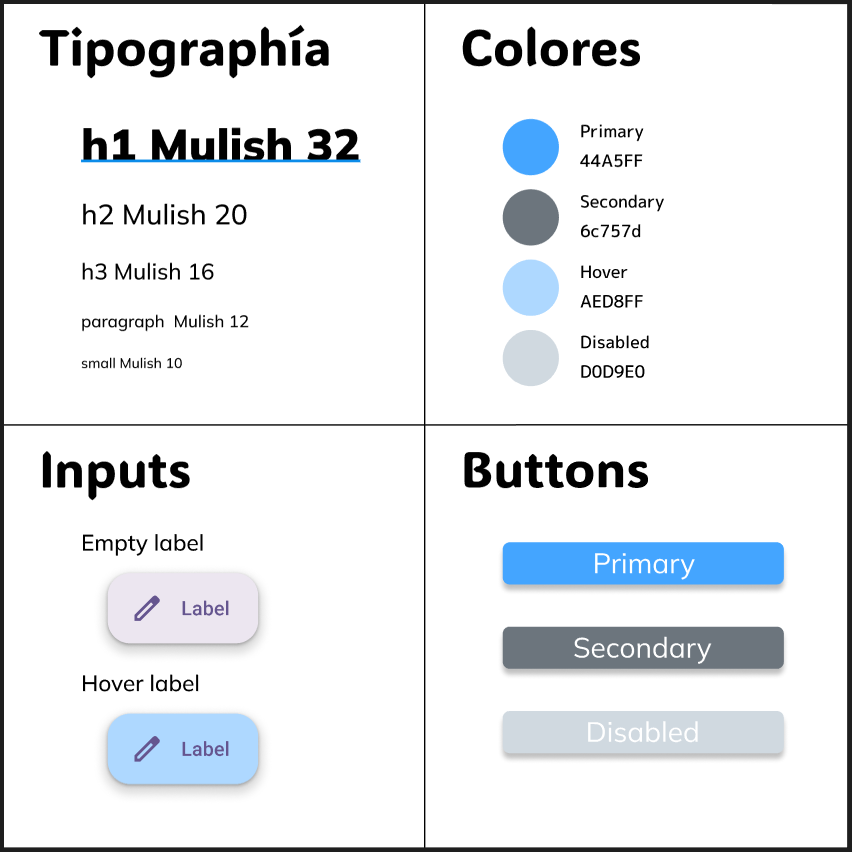 Tipographía
h1 Mulish 32
h2 Mulish 20
h3 Mulish 16
paragraph  Mulish 12
small Mulish 10
Colores
Primary
44A5FF
Secondary
6c757d
Hover
AED8FF
Disabled
D0D9E0
Inputs
Empty label
Label
Hover label
Label
Buttons
Primary
Secondary
Disabled